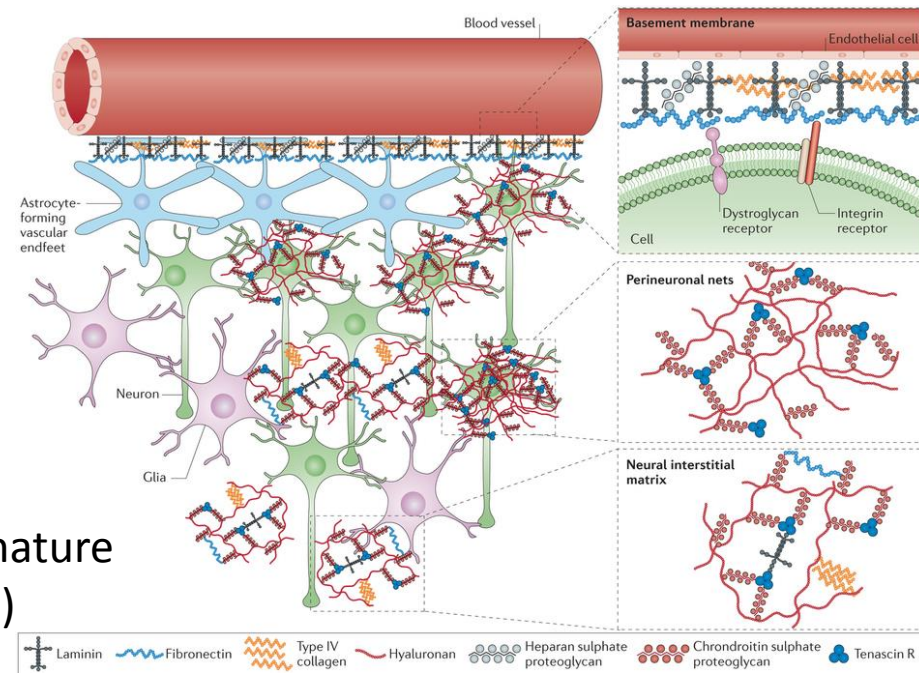 Blood vessel
Astrocyte-
forming
vascular
endfeet
Neuron
Glia
Basement membrane
Endothelial cell
Dystroglycan
receptor
Integrin
receptor
Cell
Perineuronal nets
Neural interstitial
matrix
nature
)
Laminin
Fibronectin
Type IV
collagen
Hyaluronan
Heparan sulphate
proteoglycan
Chrondroitin sulphate
proteoglycan
Tenascin R